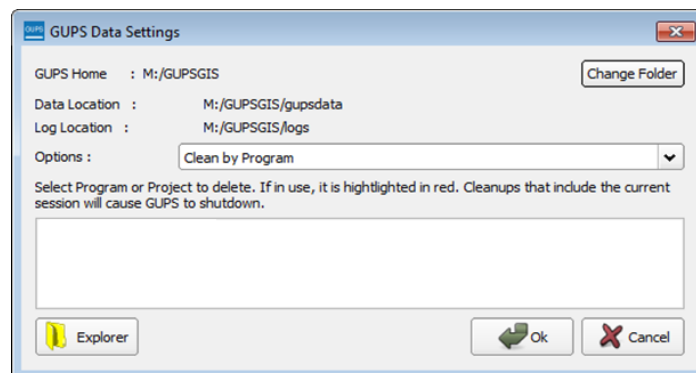 GUPS GUPS Data Settings
GUPS Home : M:/GUPSGIS Change Folder
Data Location : M:/GUPSGIS/gupsdata
Log Location : M:/GUPSGIS/logs
Options : Clean by Program
Select Program or Project to delete. If in use, it is hightlighted in red. Cleanups that include the current
session will cause GUPS to shutdown.
Explorer Ok Cancel